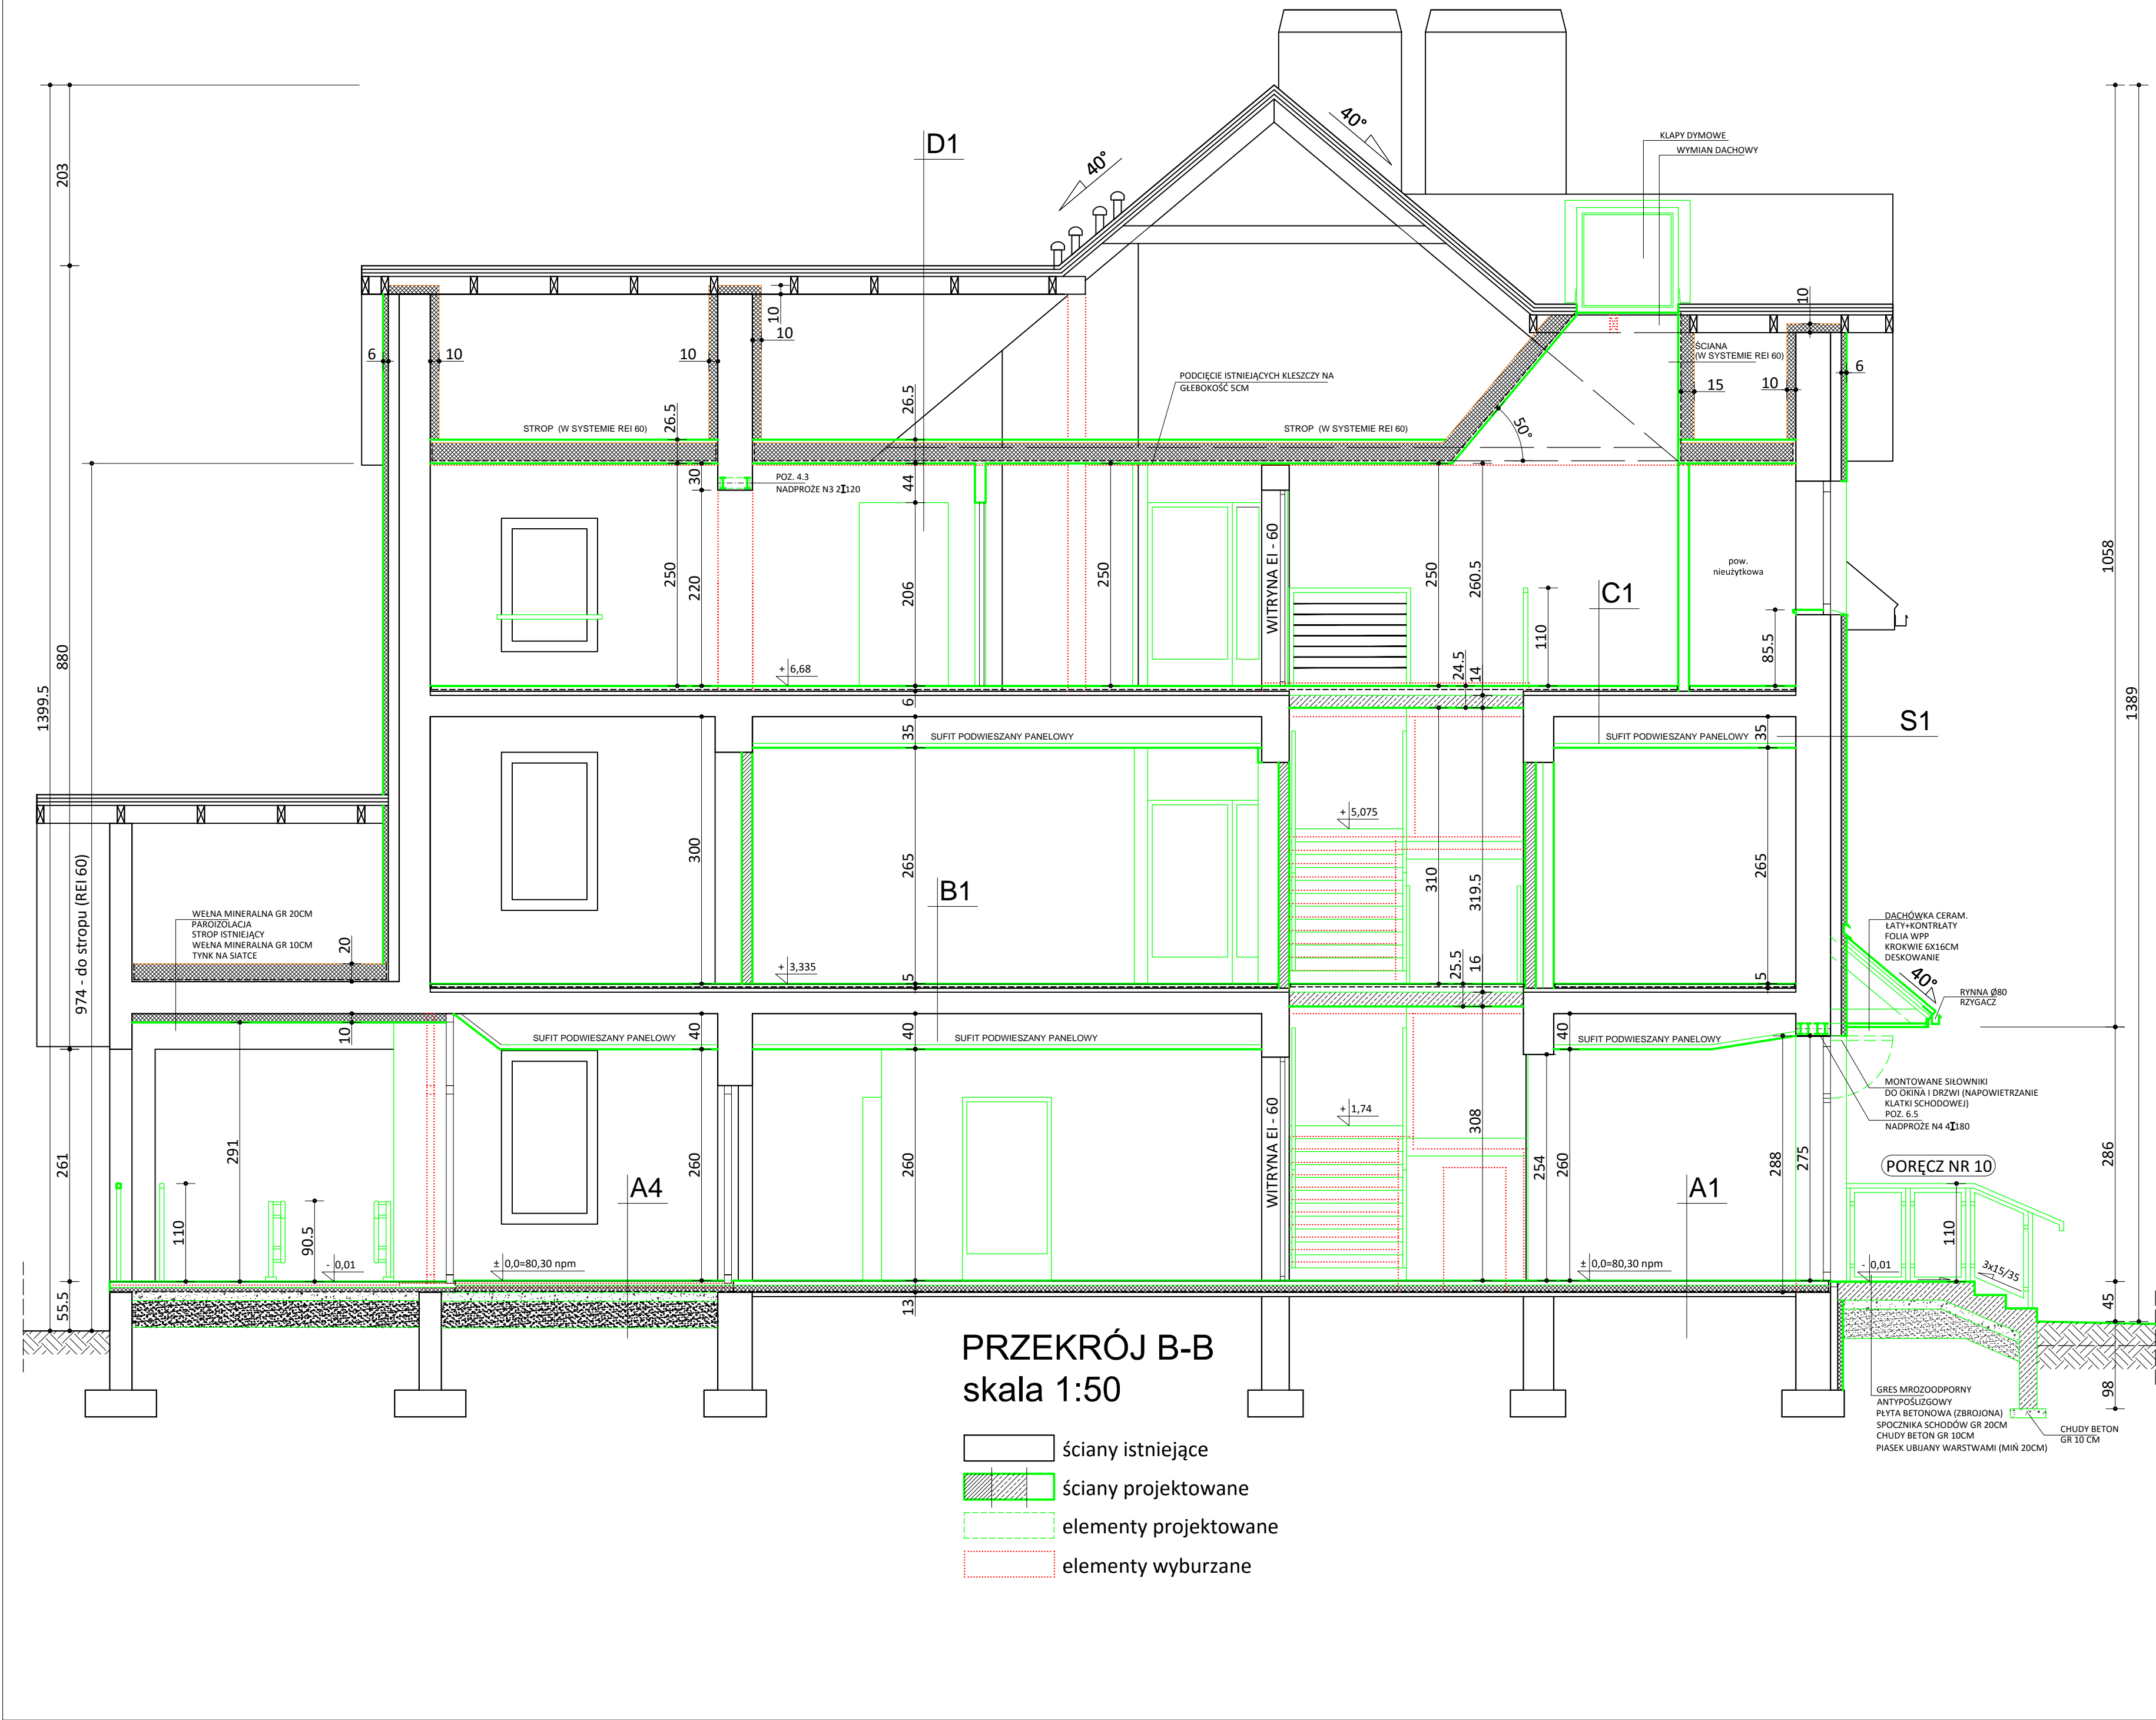 KLAPY DYMOWE
WYMIAN DACHOWY
D1
40°
40°
203
10
10
10
6
10
10
ŚCIANA
(W SYSTEMIE REI 60)
15
10
6
PODCIĘCIE ISTNIEJĄCYCH KLESZCZY NA
GŁEBOKOŚĆ 5CM
26.5
26.5
STROP (W SYSTEMIE REI 60)
STROP (W SYSTEMIE REI 60)
50°
30
44
POZ. 4.3
NADPROŻE N3 2I120
WITRYNA EI - 60
1058
250
220
206
250
250
260.5
pow.
nieużytkowa
C1
110
85.5
880
1399.5
+ 6,68
24.5
14
6
1389
S1
35
SUFIT PODWIESZANY PANELOWY
SUFIT PODWIESZANY PANELOWY
35
+ 5,075
300
265
310
319.5
265
B1
974 - do stropu (REI 60)
WEŁNA MINERALNA GR 20CM
PAROIZOLACJA
STROP ISTNIEJĄCY
WEŁNA MINERALNA GR 10CM
TYNK NA SIATCE
20
DACHÓWKA CERAM.
ŁATY+KONTRŁATY
FOLIA WPP
KROKWIE 6X16CM
DESKOWANIE
40°
RYNNA Ø80
RZYGACZ
+ 3,335
5
25.5
16
5
10
SUFIT PODWIESZANY PANELOWY
40
40
SUFIT PODWIESZANY PANELOWY
40
SUFIT PODWIESZANY PANELOWY
MONTOWANE SIŁOWNIKI
DO OKINA I DRZWI (NAPOWIETRZANIE
KLATKI SCHODOWEJ)
POZ. 6.5
NADPROŻE N4 4I180
WITRYNA EI - 60
+ 1,74
308
261
291
260
260
254
260
288
275
286
A4
A1
PORĘCZ NR 10
110
90.5
110
- 0,01
± 0,0=80,30 npm
± 0,0=80,30 npm
- 0,01
3x15/35
55.5
13
45
98
PRZEKRÓJ B-B
skala 1:50
GRES MROZOODPORNY
ANTYPOŚLIZGOWY
PŁYTA BETONOWA (ZBROJONA)
SPOCZNIKA SCHODÓW GR 20CM
CHUDY BETON GR 10CM
PIASEK UBIJANY WARSTWAMI (MIŃ 20CM)
CHUDY BETON
GR 10 CM
ściany istniejące
ściany projektowane
elementy projektowane
elementy wyburzane